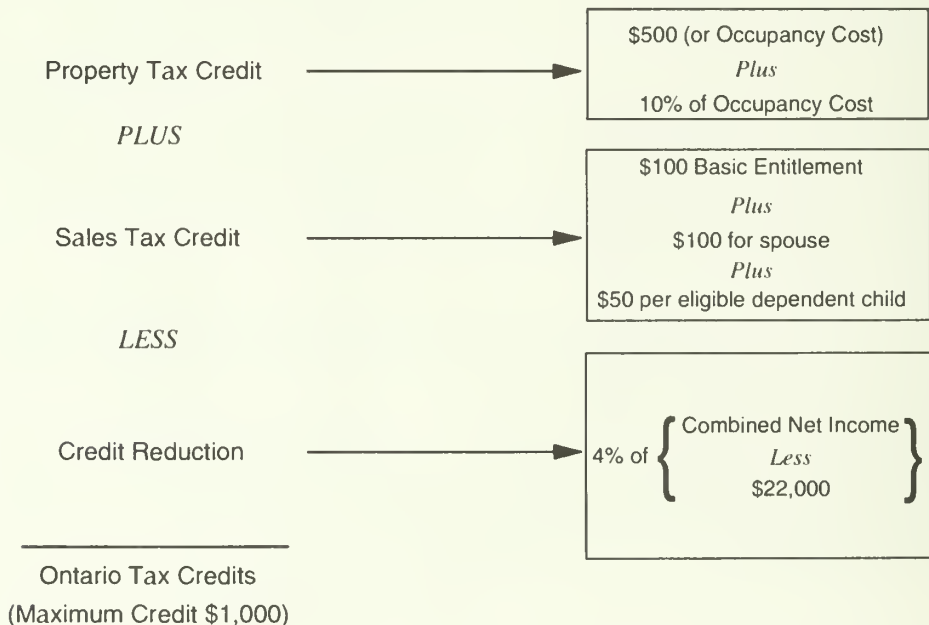 Property Tax Credit
$500 (or Occupancy Cost)
Plus
10% of Occupancy Cost
PLUS
Sales Tax Credit
$100 Basic Entitlement
Plus
$100 for spouse
Plus
$50 per eligible dependent child
LESS
Credit Reduction
4% of { Combined Net Income
Less
$22,000 }
Ontario Tax Credits
(Maximum Credit $1,000)